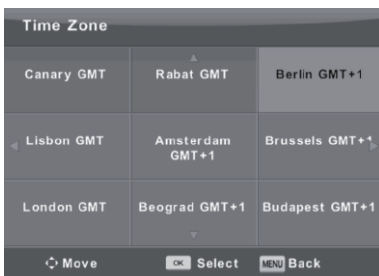 Time Zone
Canary GMT
Rabat GMT
Berlin GMT+1
Lisbon GMT
Amsterdam
GMT+1
Brussels GMT+1
London GMT
Beograd GMT+1
Budapest GMT+1
Move
OK Select
MENU Back